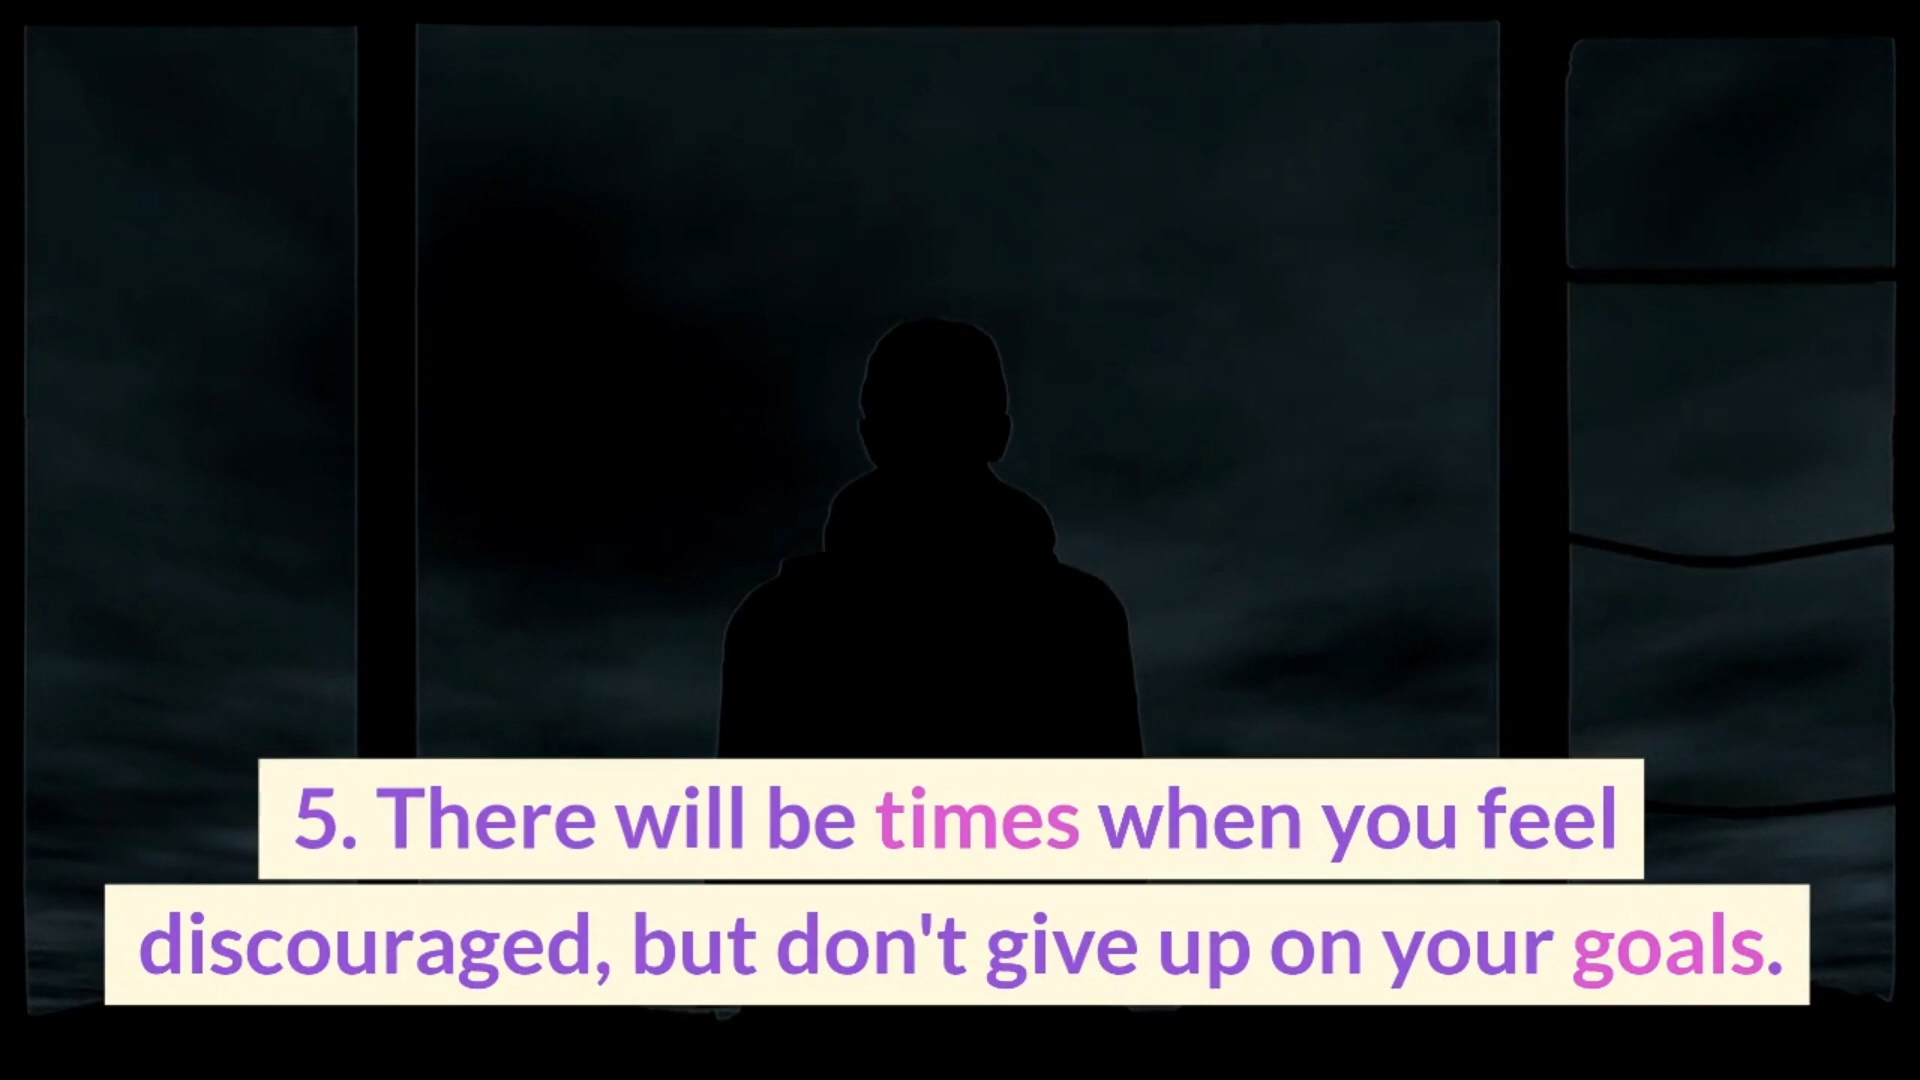 5. There will be times when you feel
discouraged, but don't give up on your goals.